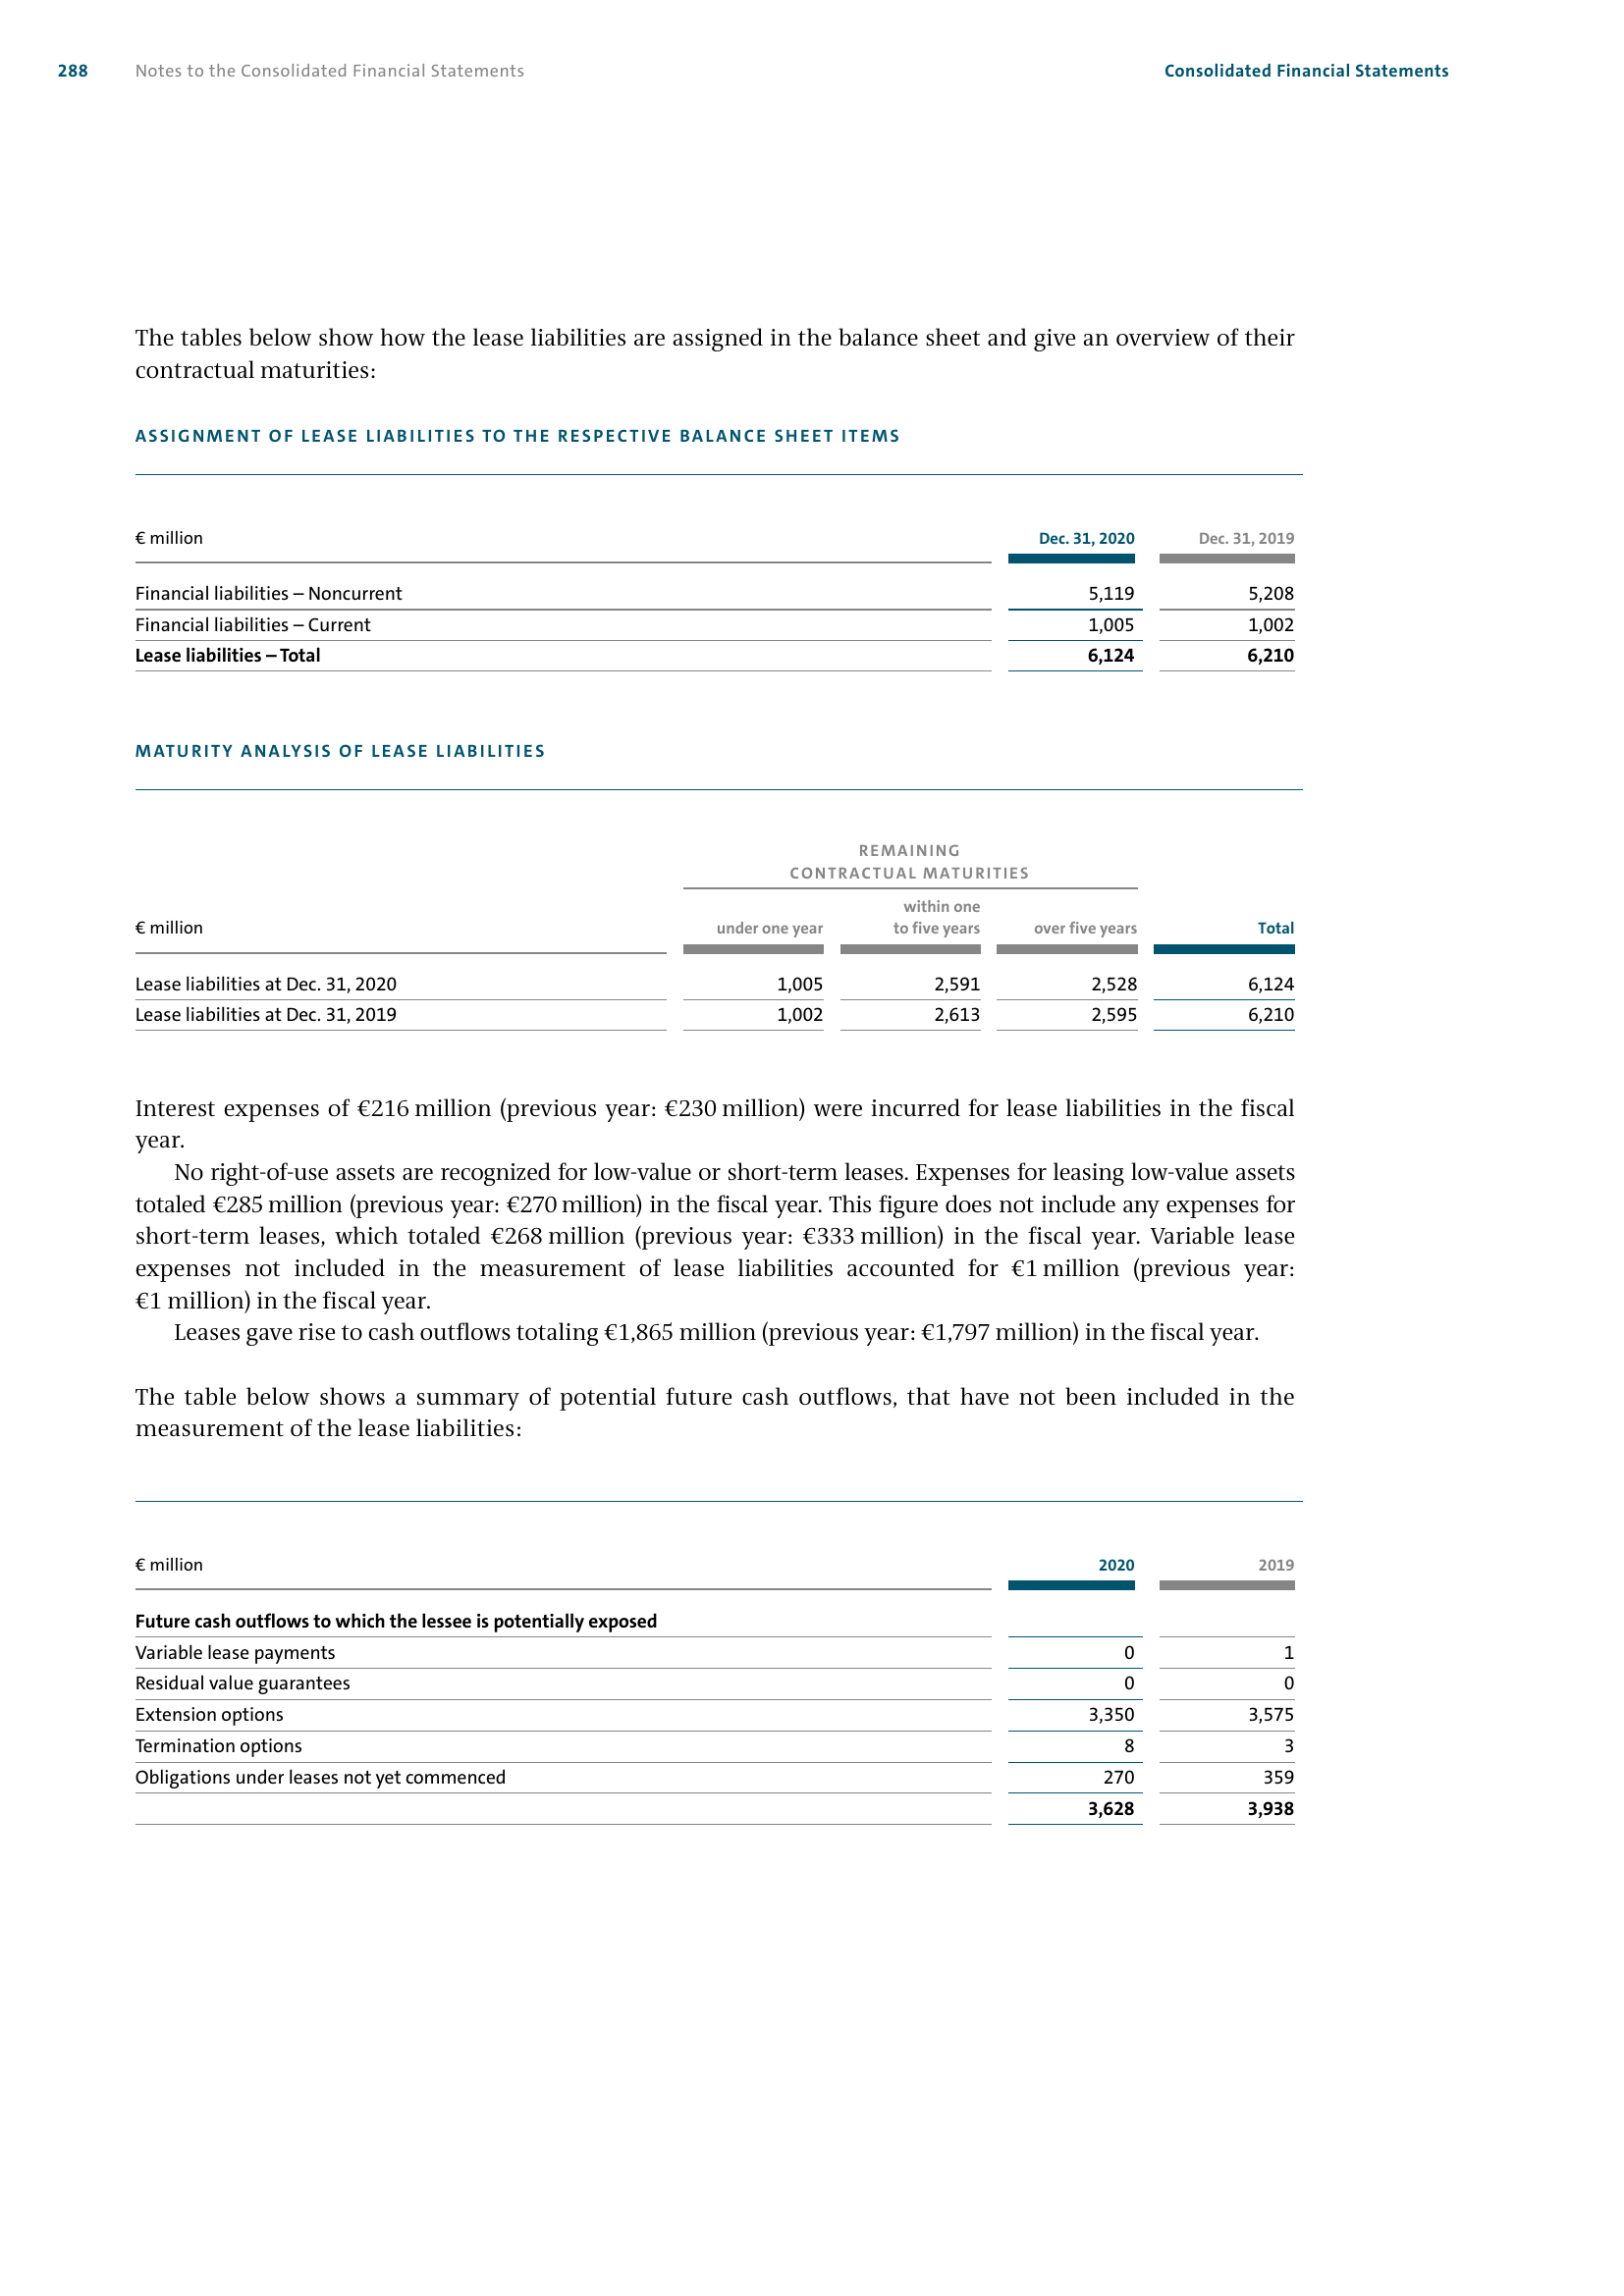 288 Notes to the Consolidated Financial Statements Consolidated Financial Statements
The tables below show how the lease liabilities are assigned in the balance sheet and give an overview of their
contractual maturities:
ASSIGNMENT OF LEASE LIABILITIES TO THE RESPECTIVE BALANCE SHEET ITEMS
€ million Dec. 31, 2020 Dec. 31, 2019
Financial liabilities – Noncurrent 5,119 5,208
Financial liabilities – Current 1,005 1,002
Lease liabilities – Total 6,124 6,210
MATURITY ANALYSIS OF LEASE LIABILITIES
REMAINING
CONTRACTUAL MATURITIES
within one
€ million under one year to five years over five years Total
Lease liabilities at Dec. 31, 2020 1,005 2,591 2,528 6,124
Lease liabilities at Dec. 31, 2019 1,002 2,613 2,595 6,210
Interest expenses of €216 million (previous year: €230 million) were incurred for lease liabilities in the fiscal
year.
No right-of-use assets are recognized for low-value or short-term leases. Expenses for leasing low-value assets
totaled €285 million (previous year: €270 million) in the fiscal year. This figure does not include any expenses for
short-term leases, which totaled €268 million (previous year: €333 million) in the fiscal year. Variable lease
expenses not included in the measurement of lease liabilities accounted for €1 million (previous year:
€1 million) in the fiscal year.
Leases gave rise to cash outflows totaling €1,865 million (previous year: €1,797 million) in the fiscal year.
The table below shows a summary of potential future cash outflows, that have not been included in the
measurement of the lease liabilities:
€ million 2020 2019
Future cash outflows to which the lessee is potentially exposed
Variable lease payments 0 1
Residual value guarantees 0 0
Extension options 3,350 3,575
Termination options 8 3
Obligations under leases not yet commenced 270 359
3,628 3,938